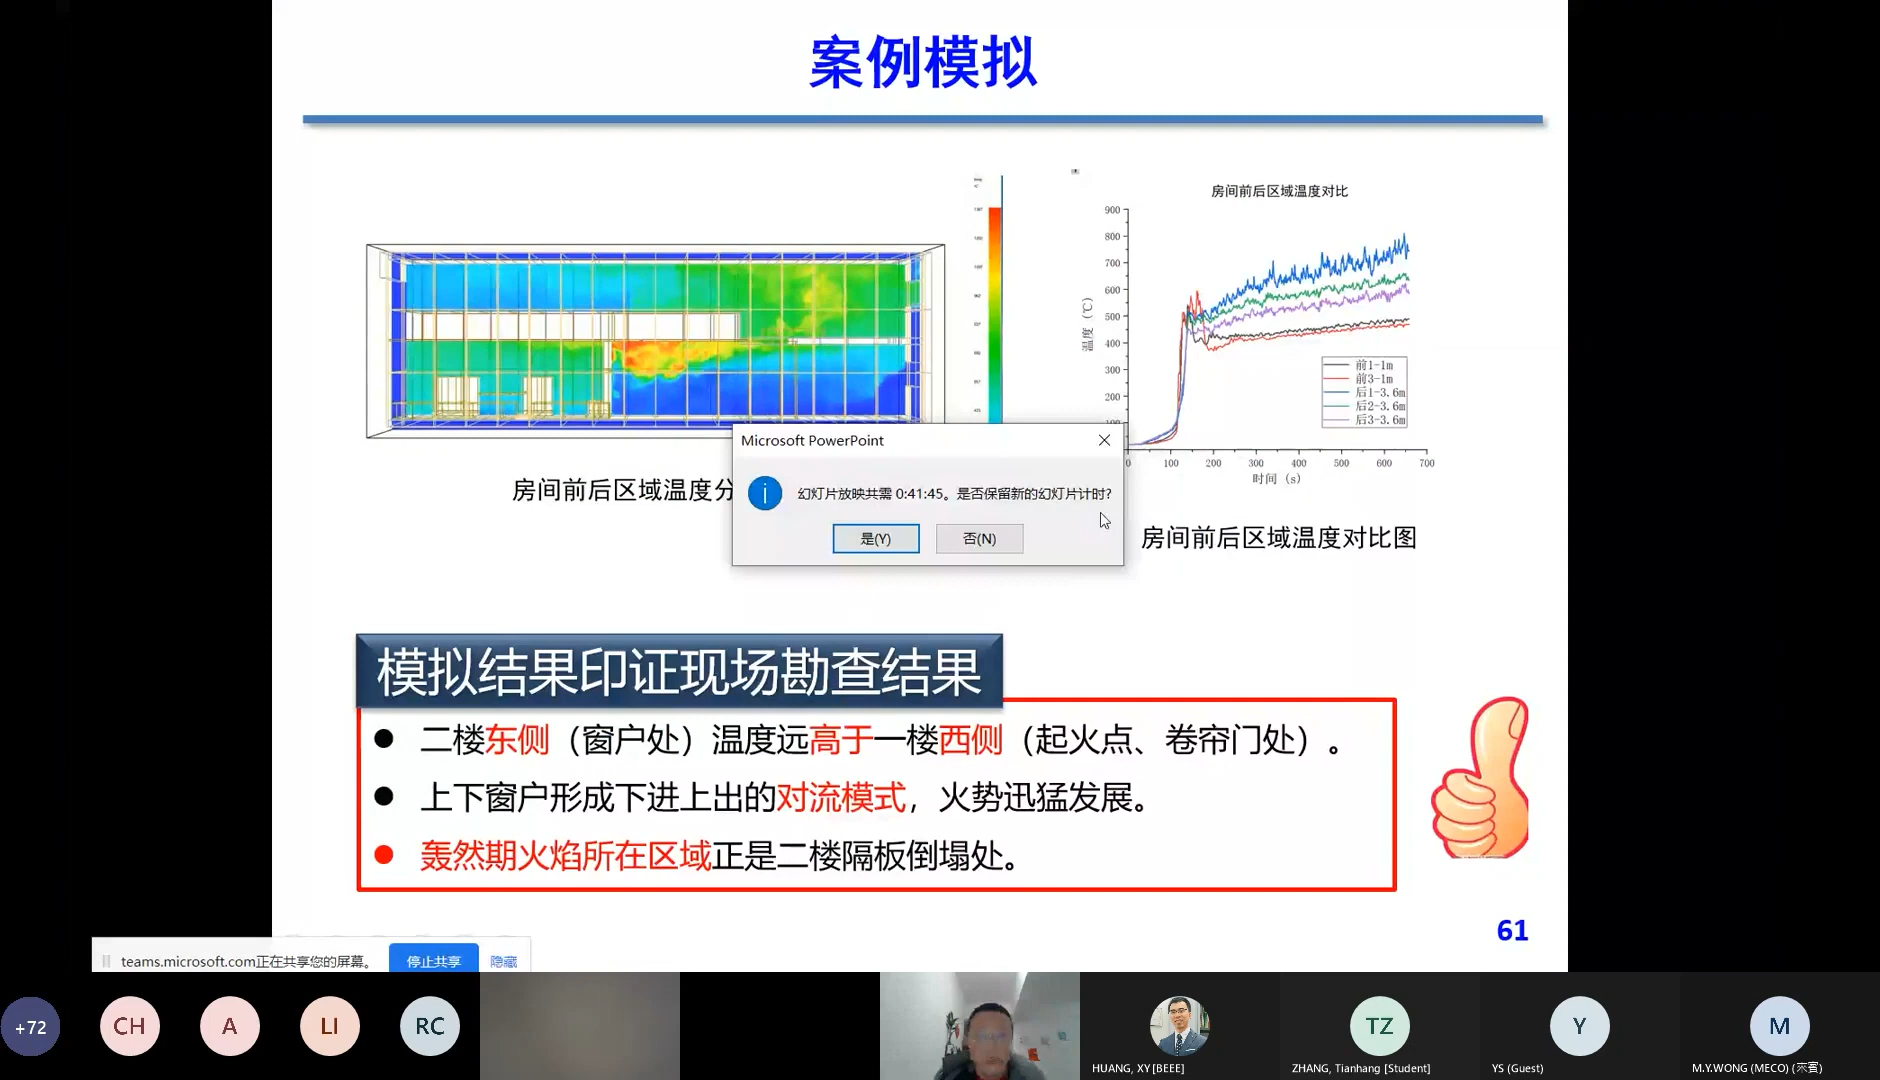 案例模拟
房间前后区域温度对比
900
800
700
600
500
400
300
200
100
温度（℃）
前1-1m
前3-1m
后1-3.6m
后2-3.6m
后3-3.6m
0 100 200 300 400 500 600 700
时间（s）
房间前后区域温度分
房间前后区域温度对比图
Microsoft PowerPoint
幻灯片放映共需 0:41:45。是否保留新的幻灯片计时?
是(Y) 否(N)
模拟结果印证现场勘查结果
二楼东侧（窗户处）温度远高于一楼西侧（起火点、卷帘门处）。
上下窗户形成下进上出的对流模式，火势迅猛发展。
轰然期火焰所在区域正是二楼隔板倒塌处。
61
teams.microsoft.com正在共享您的屏幕。 停止共享 隐藏
+72 CH A LI RC TZ Y M
HUANG, XY [BEEE] ZHANG, Tianhang [Student] YS (Guest) M.Y.WONG (MECO) (来宾)